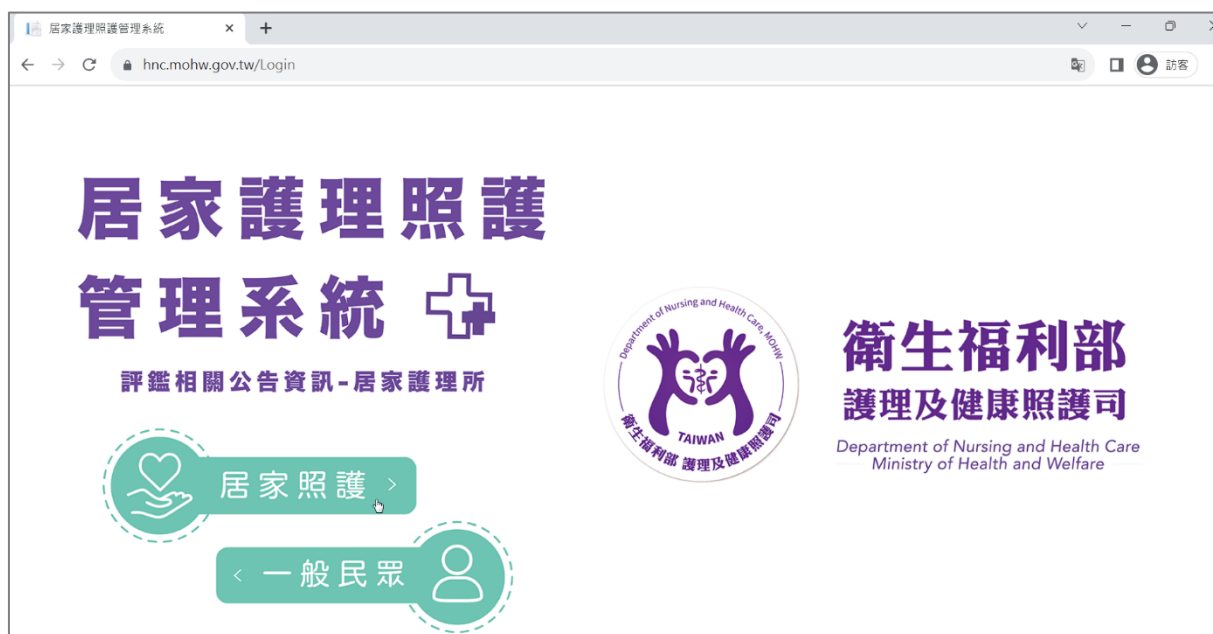 居家護理照護管理系統
hnc.mohw.gov.tw/Login
訪客
居家護理照護
管理系統
評鑑相關公告資訊-居家護理所
居家照護 >
< 一般民眾
Department of Nursing and Health Care, MOHW
TAIWAN
衛生福利部 護理及健康照護司
衛生福利部
護理及健康照護司
Department of Nursing and Health Care
Ministry of Health and Welfare